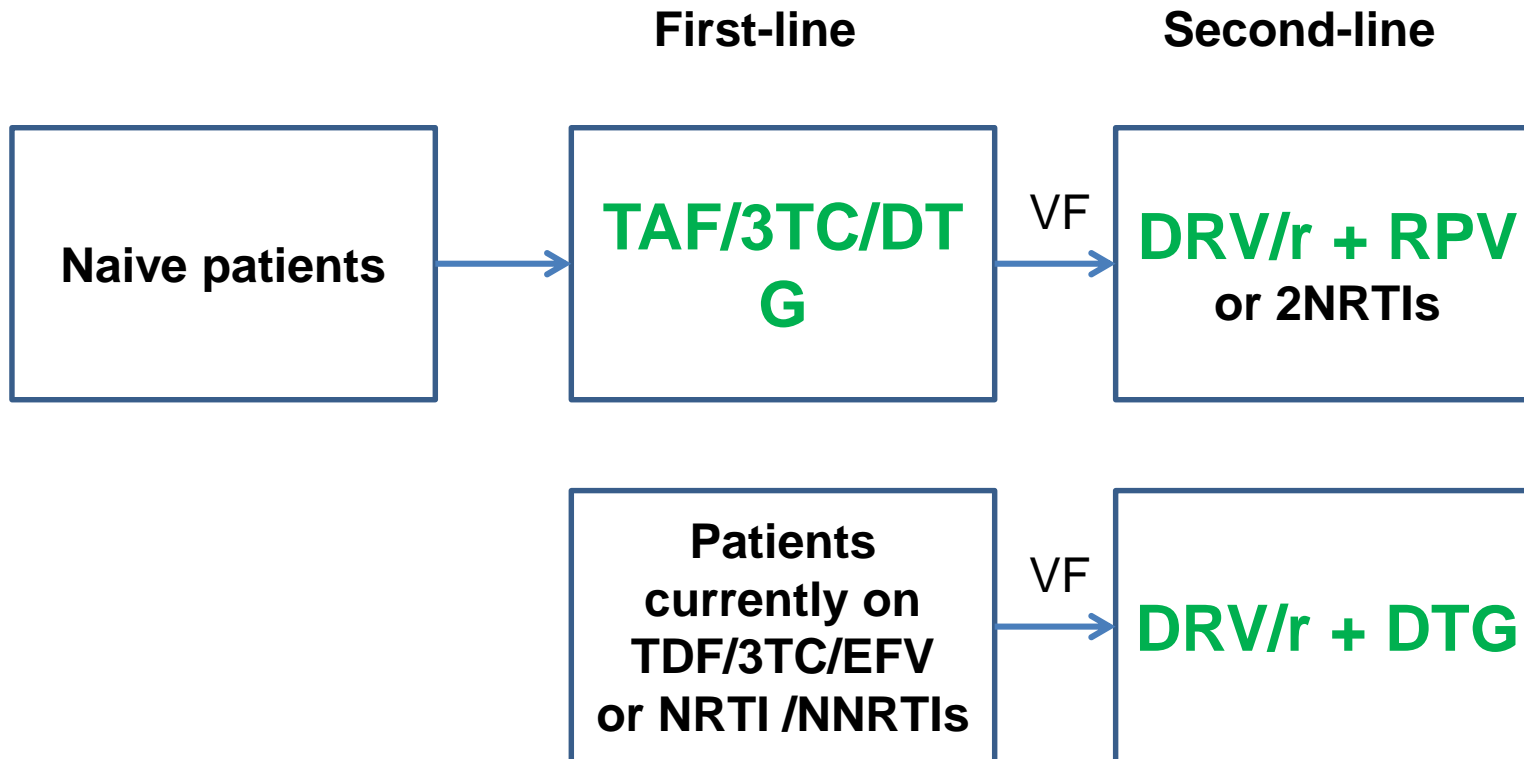 First-line
Second-line
Naive patients
TAF/3TC/DT
G
VF
DRV/r + RPV
or 2NRTIs
Patients
currently on
TDF/3TC/EFV
or NRTI /NNRTIs
VF
DRV/r + DTG